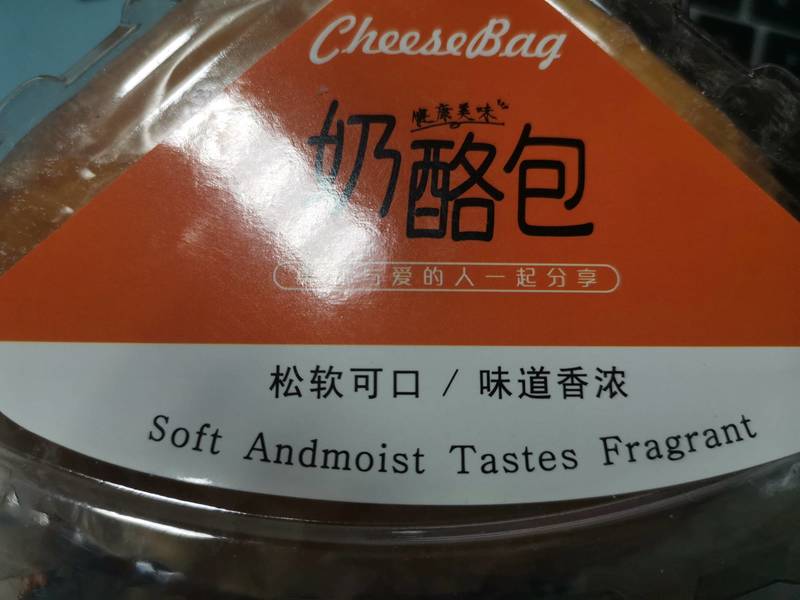 CheeseBag
健康美味
奶酪包
爱的人一起分享
松软可口 / 味道香浓
Soft Andmoist Tastes Fragrant